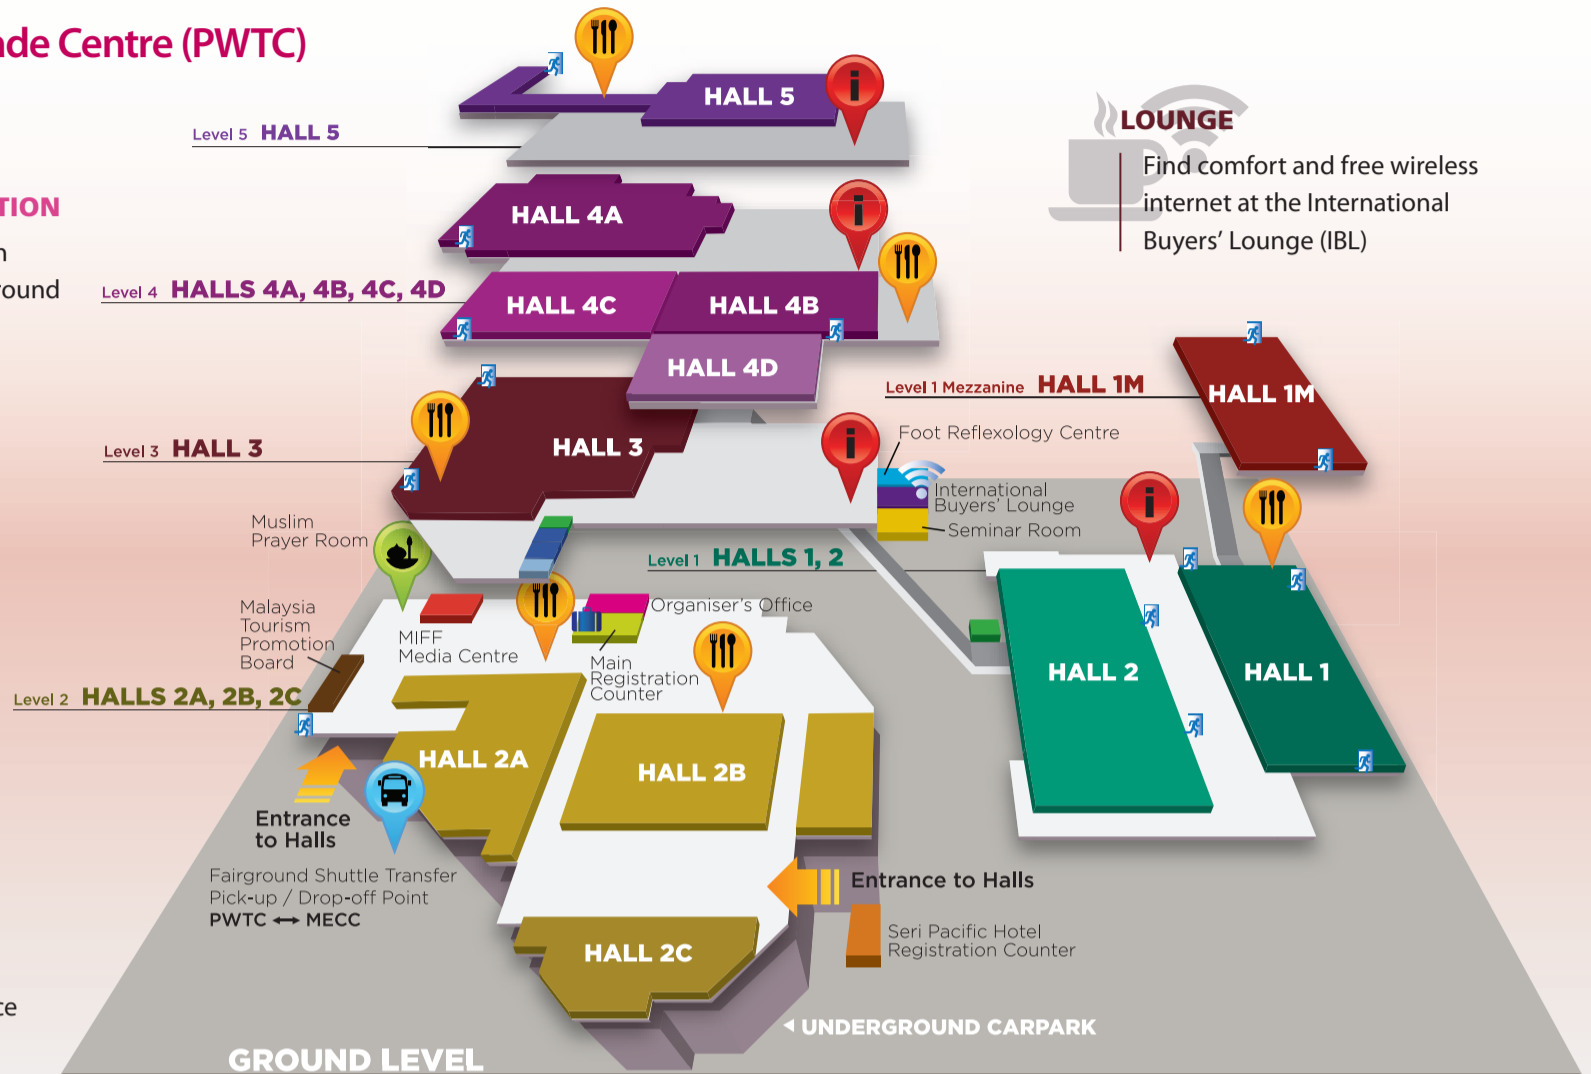 ade Centre (PWTC)
HALL 5
Level 5 HALL 5
LOUNGE
Find comfort and free wireless
internet at the International
Buyers' Lounge (IBL)
TION
n
round
HALL 4A
Level 4 HALLS 4A, 4B, 4C, 4D
HALL 4C
HALL 4B
HALL 4D
Level 1 Mezzanine HALL 1M
HALL 1M
Level 3 HALL 3
HALL 3
Foot Reflexology Centre
International
Buyers' Lounge
Seminar Room
Muslim
Prayer Room
Level 1 HALLS 1, 2
Malaysia
Tourism
Promotion
Board
MIFF
Media Centre
Organiser's Office
Main
Registration
Counter
HALL 2
HALL 1
Level 2 HALLS 2A, 2B, 2C
HALL 2A
HALL 2B
Entrance
to Halls
Fairground Shuttle Transfer
Pick-up / Drop-off Point
PWTC ↔ MECC
Entrance to Halls
Seri Pacific Hotel
Registration Counter
HALL 2C
ce
UNDERGROUND CARPARK
GROUND LEVEL